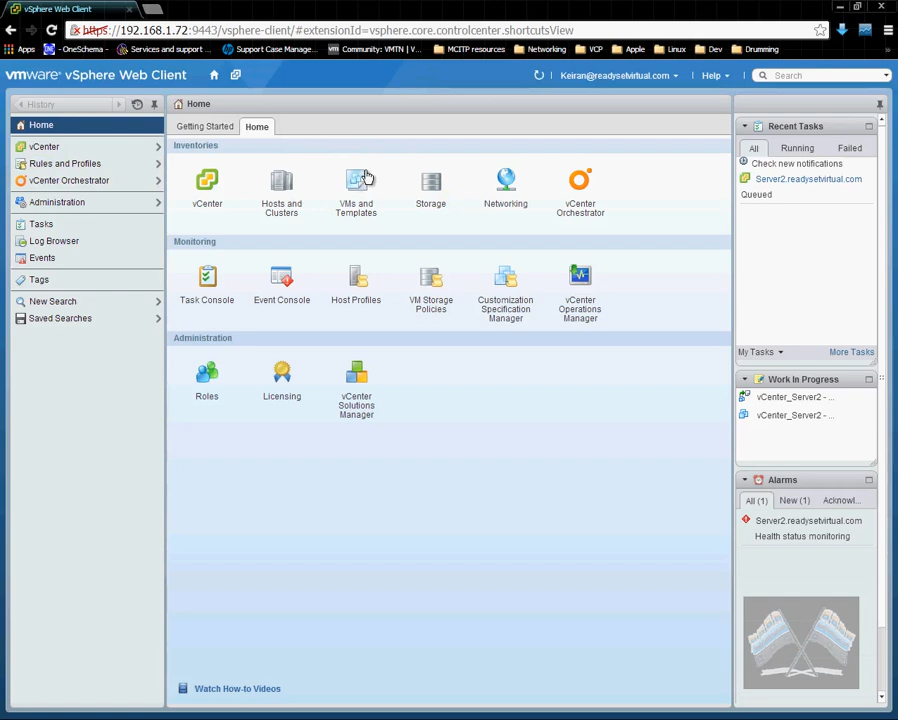 vSphere Web Client
https://192.168.1.72:9443/vsphere-client/#extensionId=vsphere.core.controlcenter.shortcutsView
Apps - OneSchema - Services and support ... Support Case Manage... Community: VMTN (V... MCITP resources Networking VCP Apple Linux Dev Drumming
vmware® vSphere Web Client Keiran@readysetvirtual.com Help Search
History
Home
vCenter
Rules and Profiles
vCenter Orchestrator
Administration
Tasks
Log Browser
Events
Tags
New Search
Saved Searches
Home
Getting Started Home
Inventories
vCenter
Hosts and Clusters
VMs and Templates
Storage
Networking
vCenter Orchestrator
Monitoring
Task Console
Event Console
Host Profiles
VM Storage Policies
Customization Specification Manager
vCenter Operations Manager
Administration
Roles
Licensing
vCenter Solutions Manager
Watch How-to Videos
Recent Tasks
All Running Failed
Check new notifications
Server2.readysetvirtual.com
Queued
My Tasks More Tasks
Work In Progress
vCenter_Server2 - ...
vCenter_Server2 - ...
Alarms
All (1) New (1) Acknowl...
Server2.readysetvirtual.com
Health status monitoring